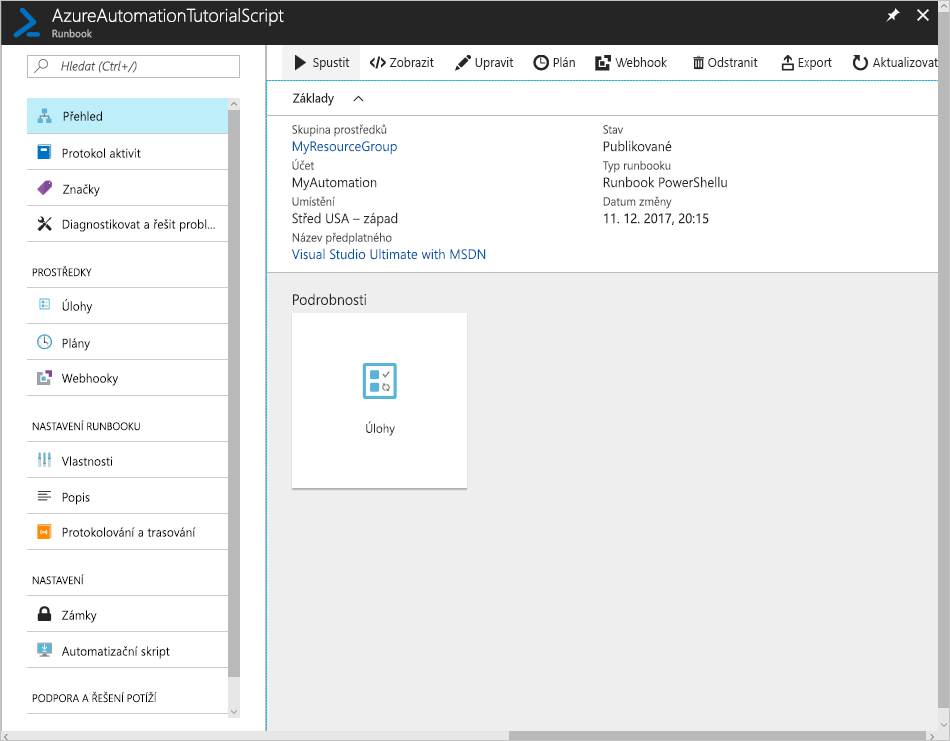 AzureAutomationTutorialScript
Runbook
Hledat (Ctrl+/)
Přehled
Protokol aktivit
Značky
Diagnostikovat a řešit probl...
PROSTŘEDKY
Úlohy
Plány
Webhooky
NASTAVENÍ RUNBOOKU
Vlastnosti
Popis
Protokolování a trasování
NASTAVENÍ
Zámky
Automatizační skript
PODPORA A ŘEŠENÍ POTÍŽÍ
Spustit Zobrazit Upravit Plán Webhook Odstranit Export Aktualizovat
Základy
Skupina prostředků
MyResourceGroup
Účet
MyAutomation
Umístění
Střed USA – západ
Název předplatného
Visual Studio Ultimate with MSDN
Stav
Publikované
Typ runbooku
Runbook PowerShellu
Datum změny
11. 12. 2017, 20:15
Podrobnosti
Úlohy